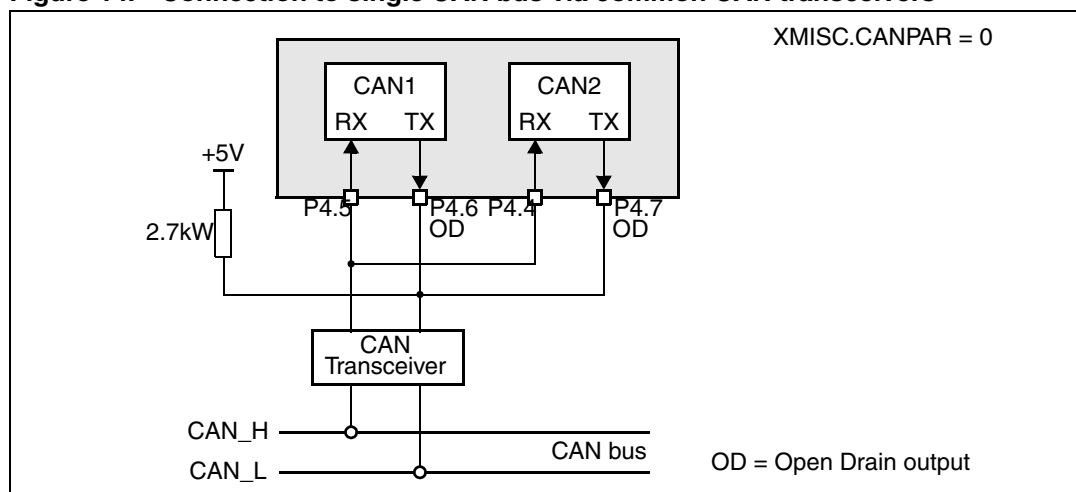 Figure 14. Connection to single CAN bus via common CAN transceivers
XMISC.CANPAR = 0
CAN1
CAN2
RX TX
RX TX
+5V
P4.5
P4.6
P4.4
P4.7
OD
OD
2.7kW
CAN
Transceiver
CAN_H
CAN bus
CAN_L
OD = Open Drain output